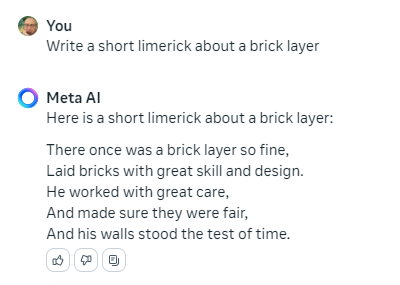 You
Write a short limerick about a brick layer
Meta AI
Here is a short limerick about a brick layer:
There once was a brick layer so fine,
Laid bricks with great skill and design.
He worked with great care,
And made sure they were fair,
And his walls stood the test of time.